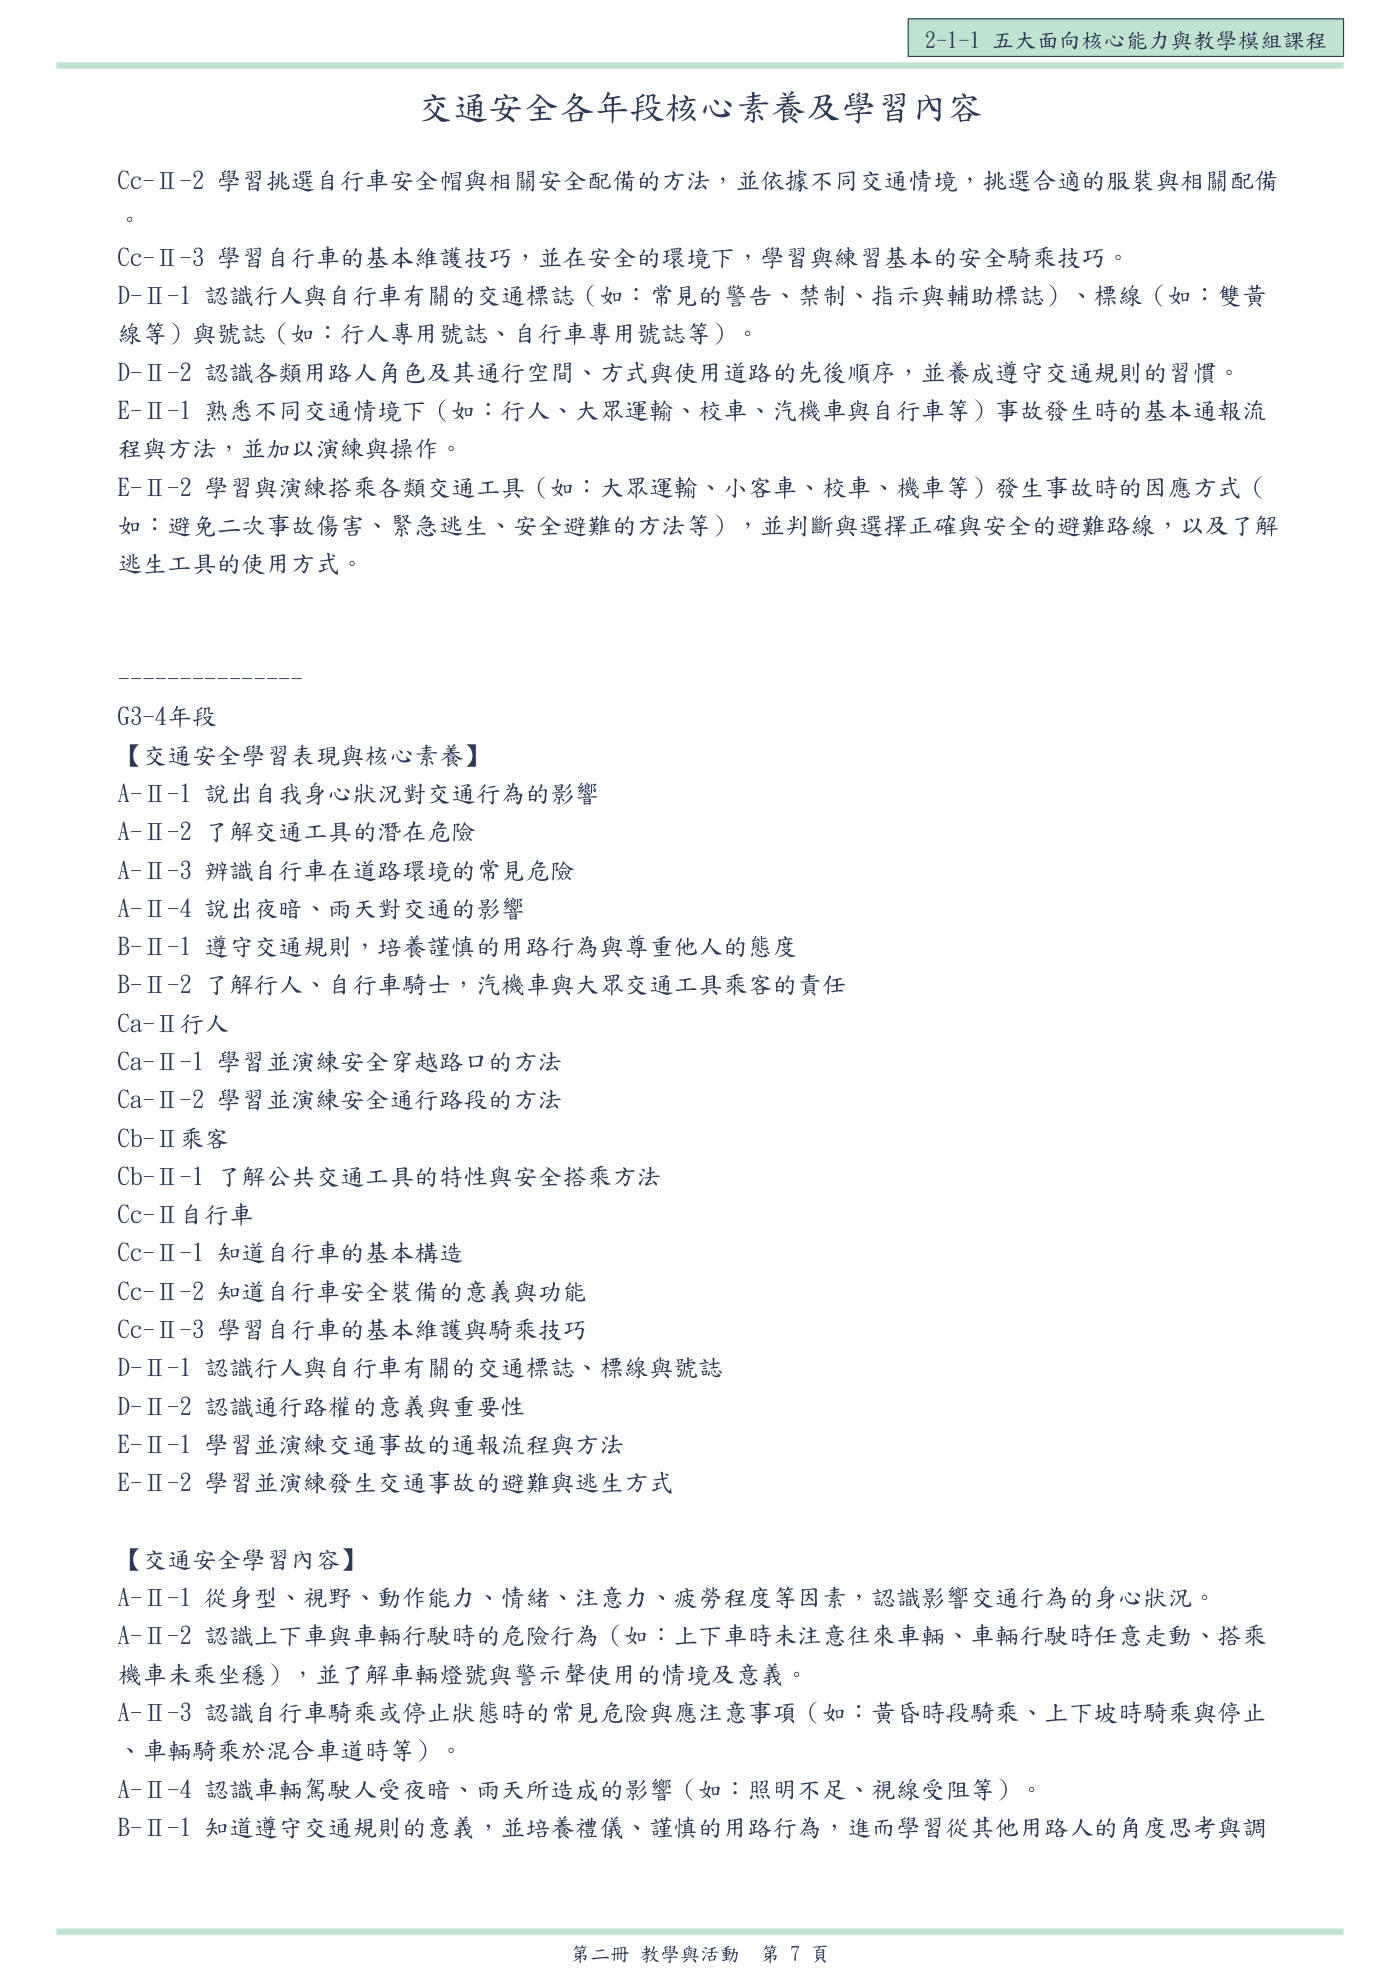 2-1-1 五大面向核心能力與教學模組課程
交通安全各年段核心素養及學習內容
Cc-Ⅱ-2 學習挑選自行車安全帽與相關安全配備的方法，並依據不同交通情境，挑選合適的服裝與相關配備
。
Cc-Ⅱ-3 學習自行車的基本維護技巧，並在安全的環境下，學習與練習基本的安全騎乘技巧。
D-Ⅱ-1 認識行人與自行車有關的交通標誌（如：常見的警告、禁制、指示與輔助標誌）、標線（如：雙黃
線等）與號誌（如：行人專用號誌、自行車專用號誌等）。
D-Ⅱ-2 認識各類用路人角色及其通行空間、方式與使用道路的先後順序，並養成遵守交通規則的習慣。
E-Ⅱ-1 熟悉不同交通情境下（如：行人、大眾運輸、校車、汽機車與自行車等）事故發生時的基本通報流
程與方法，並加以演練與操作。
E-Ⅱ-2 學習與演練搭乘各類交通工具（如：大眾運輸、小客車、校車、機車等）發生事故時的因應方式（
如：避免二次事故傷害、緊急逃生、安全避難的方法等），並判斷與選擇正確與安全的避難路線，以及了解
逃生工具的使用方式。
---------------
G3-4年段
【交通安全學習表現與核心素養】
A-Ⅱ-1 說出自我身心狀況對交通行為的影響
A-Ⅱ-2 了解交通工具的潛在危險
A-Ⅱ-3 辨識自行車在道路環境的常見危險
A-Ⅱ-4 說出夜暗、雨天對交通的影響
B-Ⅱ-1 遵守交通規則，培養謹慎的用路行為與尊重他人的態度
B-Ⅱ-2 了解行人、自行車騎士，汽機車與大眾交通工具乘客的責任
Ca-Ⅱ行人
Ca-Ⅱ-1 學習並演練安全穿越路口的方法
Ca-Ⅱ-2 學習並演練安全通行路段的方法
Cb-Ⅱ乘客
Cb-Ⅱ-1 了解公共交通工具的特性與安全搭乘方法
Cc-Ⅱ自行車
Cc-Ⅱ-1 知道自行車的基本構造
Cc-Ⅱ-2 知道自行車安全裝備的意義與功能
Cc-Ⅱ-3 學習自行車的基本維護與騎乘技巧
D-Ⅱ-1 認識行人與自行車有關的交通標誌、標線與號誌
D-Ⅱ-2 認識通行路權的意義與重要性
E-Ⅱ-1 學習並演練交通事故的通報流程與方法
E-Ⅱ-2 學習並演練發生交通事故的避難與逃生方式
【交通安全學習內容】
A-Ⅱ-1 從身型、視野、動作能力、情緒、注意力、疲勞程度等因素，認識影響交通行為的身心狀況。
A-Ⅱ-2 認識上下車與車輛行駛時的危險行為（如：上下車時未注意往來車輛、車輛行駛時任意走動、搭乘
機車未乘坐穩），並了解車輛燈號與警示聲使用的情境及意義。
A-Ⅱ-3 認識自行車騎乘或停止狀態時的常見危險與應注意事項（如：黃昏時段騎乘、上下坡時騎乘與停止
、車輛騎乘於混合車道時等）。
A-Ⅱ-4 認識車輛駕駛人受夜暗、雨天所造成的影響（如：照明不足、視線受阻等）。
B-Ⅱ-1 知道遵守交通規則的意義，並培養禮儀、謹慎的用路行為，進而學習從其他用路人的角度思考與調
第二冊 教學與活動 第 7 頁